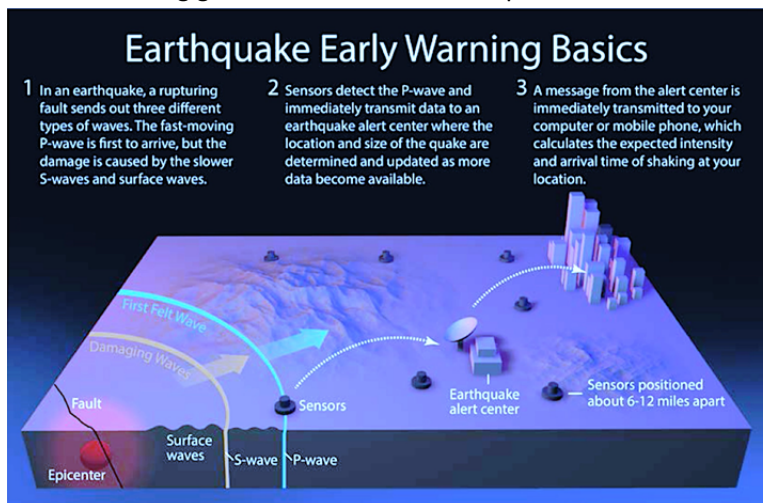 Earthquake Early Warning Basics
1 In an earthquake, a rupturing
fault sends out three different
types of waves. The fast-moving
P-wave is first to arrive, but the
damage is caused by the slower
S-waves and surface waves.
2 Sensors detect the P-wave and
immediately transmit data to an
earthquake alert center where the
location and size of the quake are
determined and updated as more
data become available.
3 A message from the alert center is
immediately transmitted to your
computer or mobile phone, which
calculates the expected intensity
and arrival time of shaking at your
location.
First Felt Wave
Damaging Waves
Fault
Sensors
Earthquake
alert center
Sensors positioned
about 6-12 miles apart
Surface
waves
S-wave
P-wave
Epicenter